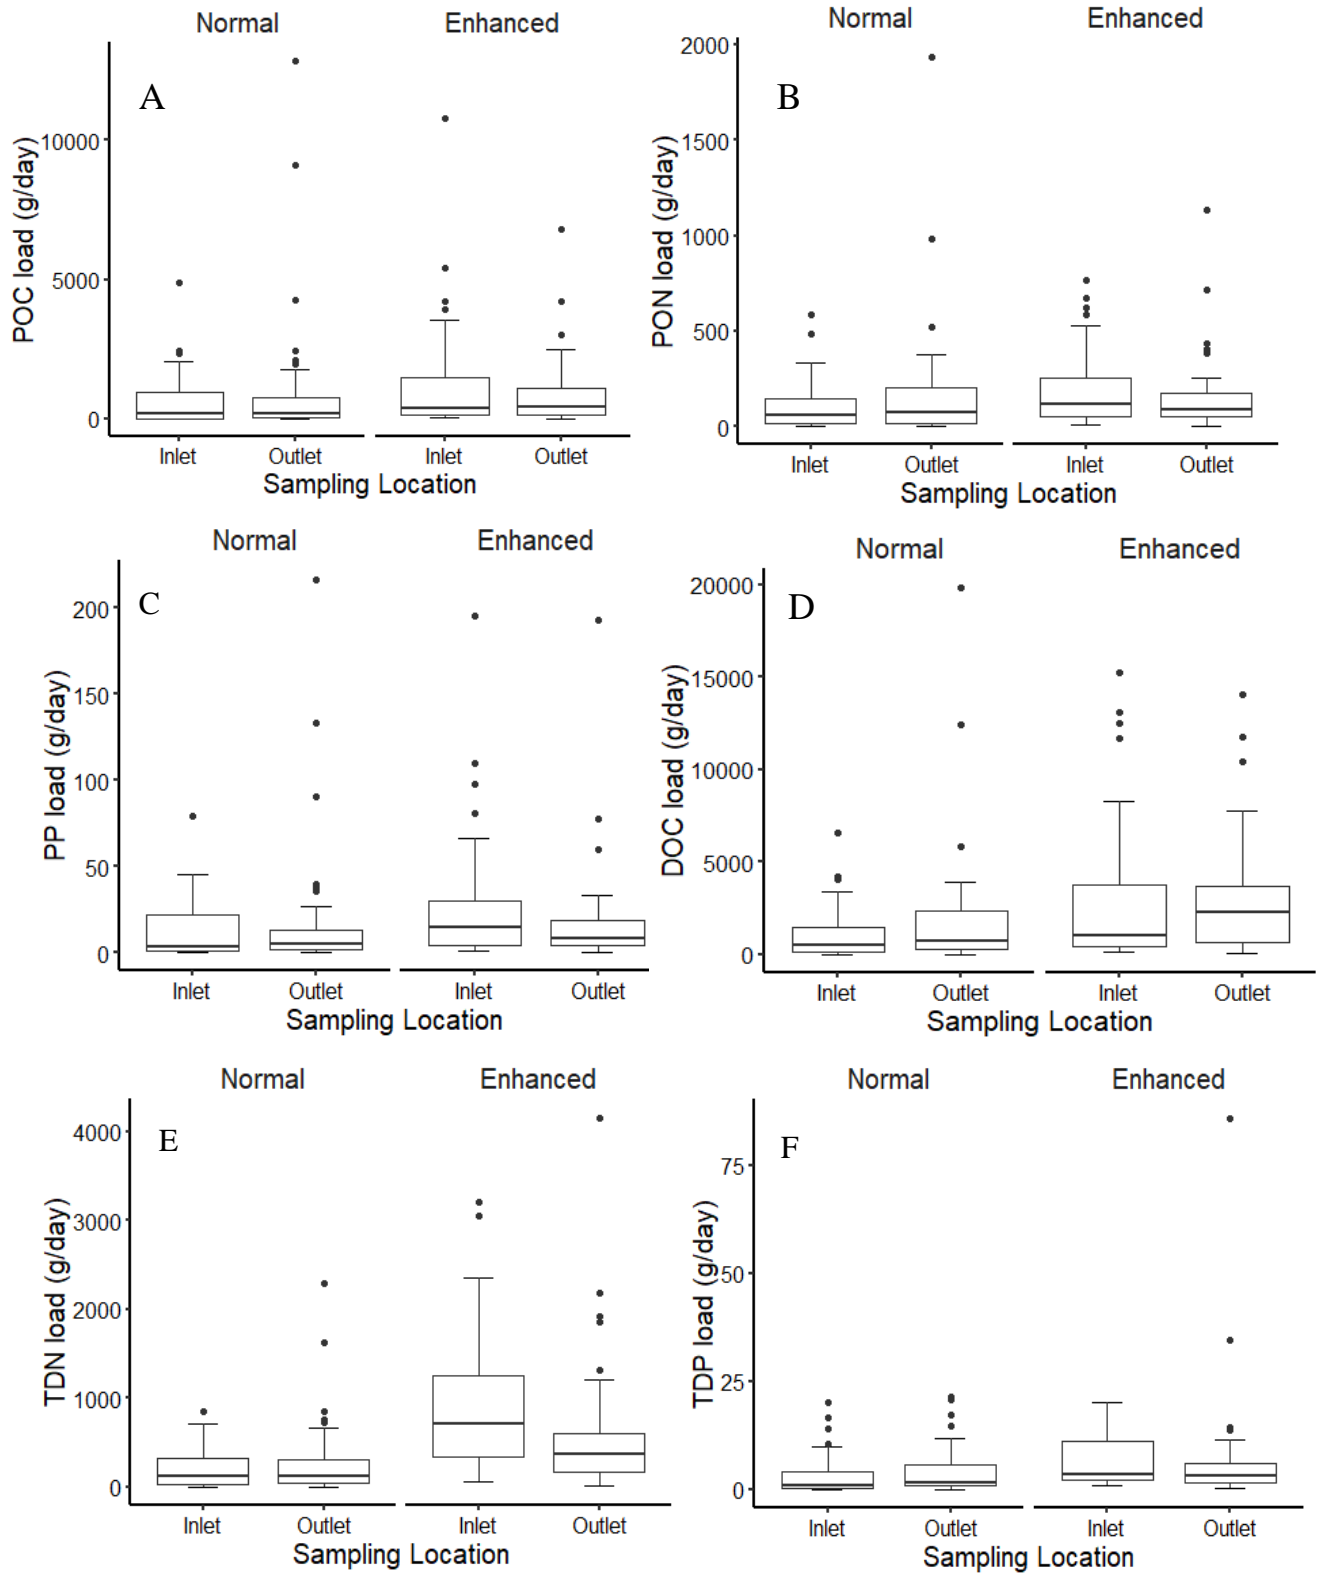 Normal Enhanced
A
POC load (g/day)
10000
5000
0
Inlet Outlet Inlet Outlet
Sampling Location
Normal Enhanced
B
PON load (g/day)
2000
1500
1000
500
0
Inlet Outlet Inlet Outlet
Sampling Location
Normal Enhanced
C
PP load (g/day)
200
150
100
50
0
Inlet Outlet Inlet Outlet
Sampling Location
Normal Enhanced
D
DOC load (g/day)
20000
15000
10000
5000
0
Inlet Outlet Inlet Outlet
Sampling Location
Normal Enhanced
E
TDN load (g/day)
4000
3000
2000
1000
0
Inlet Outlet Inlet Outlet
Sampling Location
Normal Enhanced
F
TDP load (g/day)
75
50
25
0
Inlet Outlet Inlet Outlet
Sampling Location